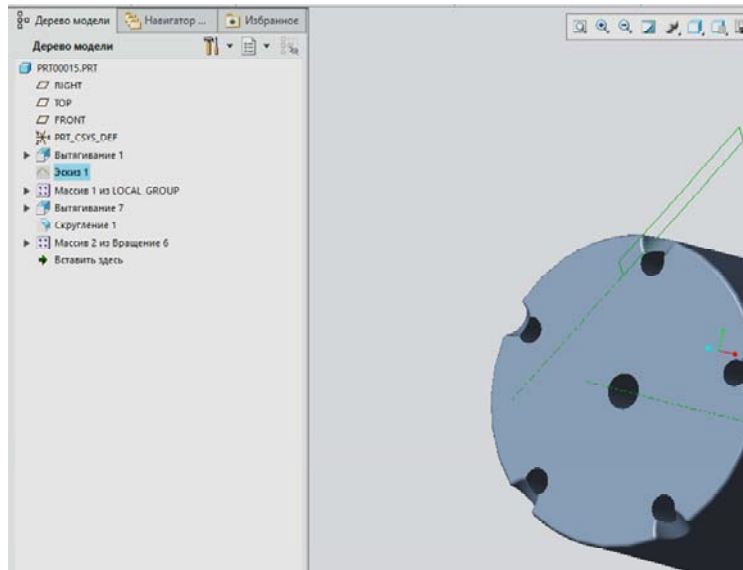 Дерево модели Навигатор ... Избранное
Дерево модели
PRT00015.PRT
RIGHT
TOP
FRONT
PRT_CSYS_DEF
Вытягивание 1
Эскиз 1
Массив 1 из LOCAL_GROUP
Вытягивание 7
Скругление 1
Массив 2 из Вращение 6
Вставить здесь